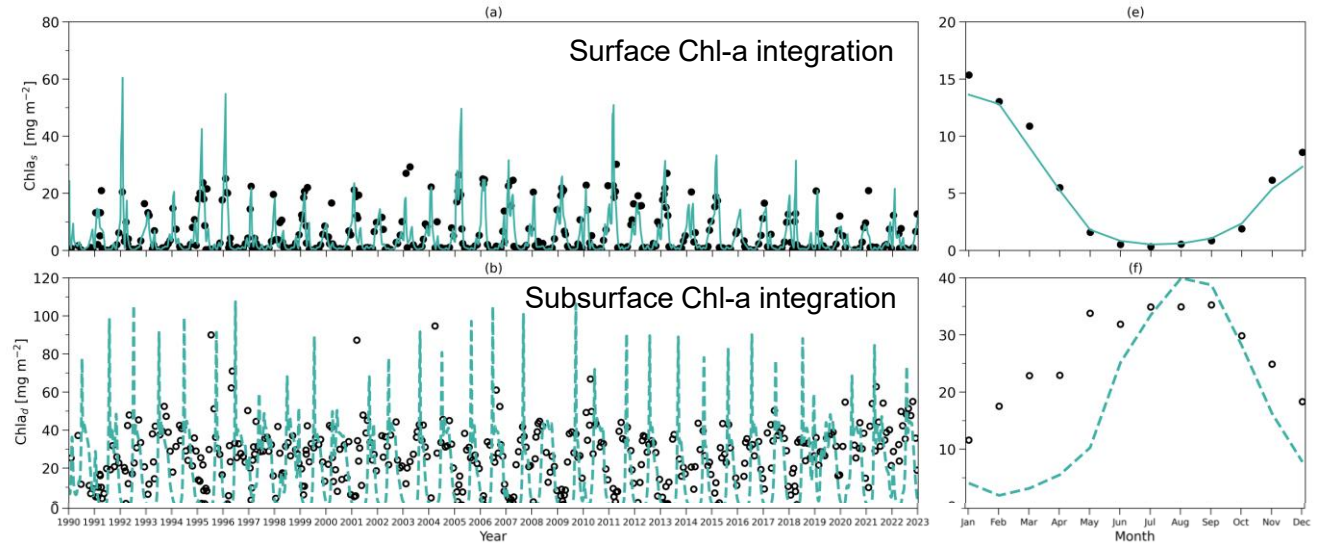 (a)
Surface Chl-a integration
80
60
40
20
0
Chlaₛ [mg m⁻²]
(e)
20
15
10
5
0
(b)
Subsurface Chl-a integration
120
100
80
60
40
20
0
Chla_d [mg m⁻²]
1990 1991 1992 1993 1994 1995 1996 1997 1998 1999 2000 2001 2002 2003 2004 2005 2006 2007 2008 2009 2010 2011 2012 2013 2014 2015 2016 2017 2018 2019 2020 2021 2022 2023
Year
(f)
40
30
20
10
Jan Feb Mar Apr May Jun Jul Aug Sep Oct Nov Dec
Month